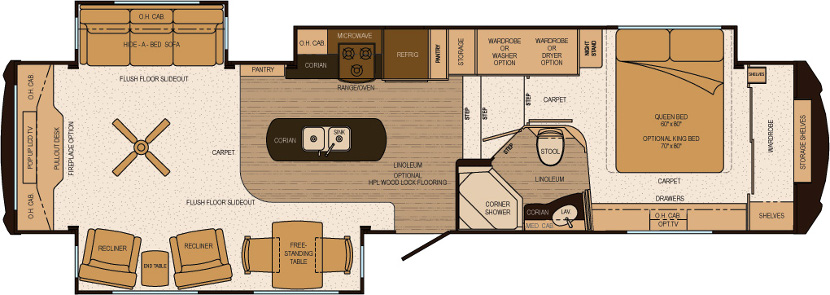 O.H. CAB.
HIDE - A - BED SOFA
FLUSH FLOOR SLIDEOUT
O.H. CAB
POP UP LCD TV
PULLOUT DESK
FIREPLACE OPTION
O.H. CAB
CARPET
FLUSH FLOOR SLIDEOUT
RECLINER
END TABLE
RECLINER
FREE-
STANDING
TABLE
PANTRY
O.H. CAB
CORIAN
MICROWAVE
RANGE/OVEN
REFRIG
PANTRY
STORAGE
WARDROBE
OR
WASHER
OPTION
WARDROBE
OR
DRYER
OPTION
NIGHT
STAND
CORIAN
SINK
LINOLEUM
OPTIONAL
HPL WOOD LOCK FLOORING
STEP
STEP
STEP
STEP
CARPET
STOOL
LINOLEUM
CORNER
SHOWER
CORIAN
LAV
MED CAB
QUEEN BED
60"x80"
OPTIONAL KING BED
70"x80"
CARPET
DRAWERS
O.H. CAB
OPT TV
SHELVES
WARDROBE
STORAGE SHELVES
SHELVES